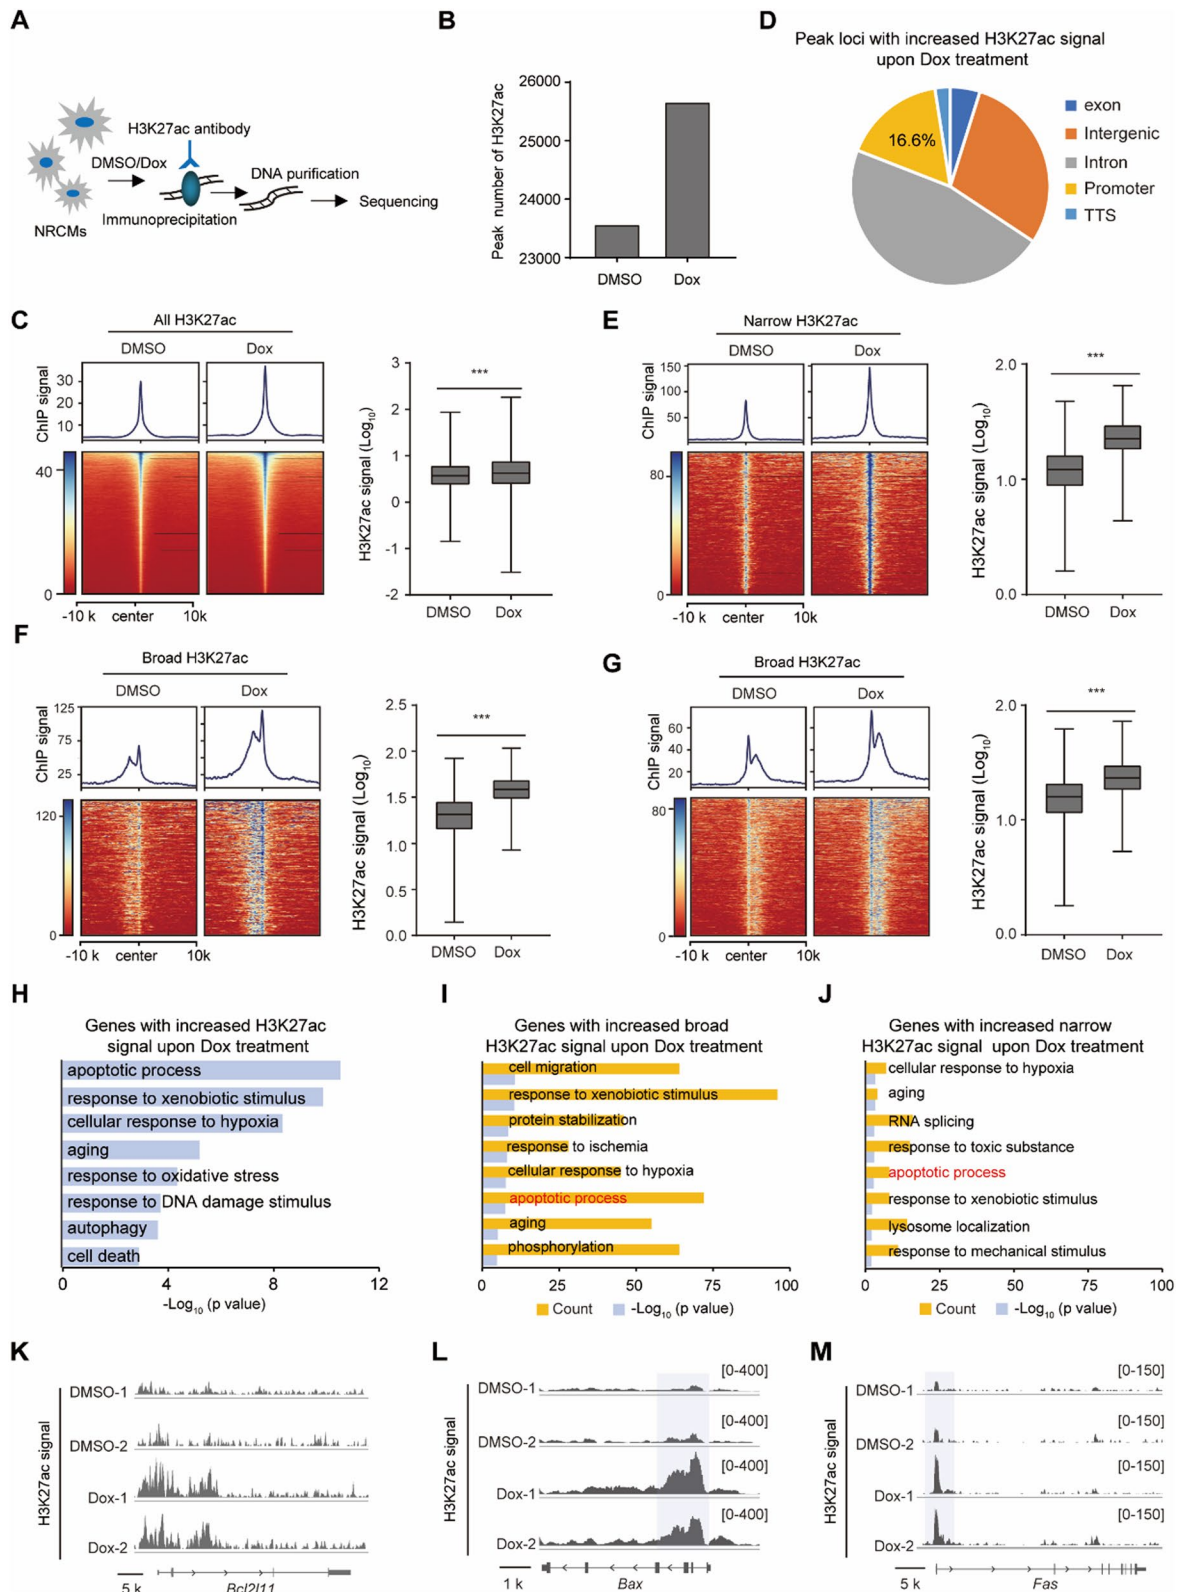 A
H3K27ac antibody
DMSO/Dox
DNA purification
Immunoprecipitation
Sequencing
NRCMs
B
Peak number of H3K27ac
26000
25000
24000
23000
DMSO
Dox
D
Peak loci with increased H3K27ac signal
upon Dox treatment
16.6%
exon
Intergenic
Intron
Promoter
TTS
C
All H3K27ac
DMSO
Dox
ChIP signal
30
20
10
40
0
-10 k
center
10k
H3K27ac signal (Log10)
3
2
1
0
-1
-2
***
DMSO
Dox
E
Narrow H3K27ac
DMSO
Dox
ChIP signal
150
100
50
80
0
-10 k
center
10k
H3K27ac signal (Log10)
2.0
1.0
0.0
***
DMSO
Dox
F
Broad H3K27ac
DMSO
Dox
ChIP signal
125
75
25
120
0
-10 k
center
10k
H3K27ac signal (Log10)
2.5
2.0
1.5
1.0
0.5
0.0
***
DMSO
Dox
G
Broad H3K27ac
DMSO
Dox
ChIP signal
60
40
20
80
0
-10 k
center
10k
H3K27ac signal (Log10)
2.0
1.0
0.0
***
DMSO
Dox
H
Genes with increased H3K27ac
signal upon Dox treatment
apoptotic process
response to xenobiotic stimulus
cellular response to hypoxia
aging
response to oxidative stress
response to DNA damage stimulus
autophagy
cell death
0
4
8
12
-Log10 (p value)
I
Genes with increased broad
H3K27ac signal upon Dox treatment
cell migration
response to xenobiotic stimulus
protein stabilization
response to ischemia
cellular response to hypoxia
apoptotic process
aging
phosphorylation
0
25
50
75
100
Count
-Log10 (p value)
J
Genes with increased narrow
H3K27ac signal upon Dox treatment
cellular response to hypoxia
aging
RNA splicing
response to toxic substance
apoptotic process
response to xenobiotic stimulus
lysosome localization
response to mechanical stimulus
0
25
50
75
100
Count
-Log10 (p value)
K
H3K27ac signal
DMSO-1
DMSO-2
Dox-1
Dox-2
5 k
Bcl2l11
L
H3K27ac signal
[0-400]
DMSO-1
[0-400]
DMSO-2
[0-400]
Dox-1
[0-400]
Dox-2
1 k
Bax
M
H3K27ac signal
[0-150]
DMSO-1
[0-150]
DMSO-2
[0-150]
Dox-1
[0-150]
Dox-2
5 k
Fas